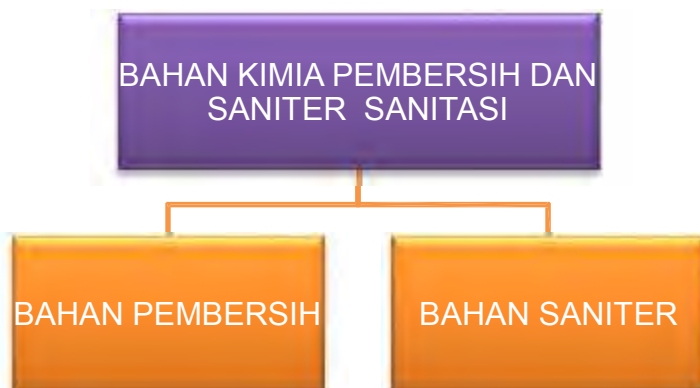 BAHAN KIMIA PEMBERSIH DAN
SANITER SANITASI
BAHAN PEMBERSIH
BAHAN SANITER